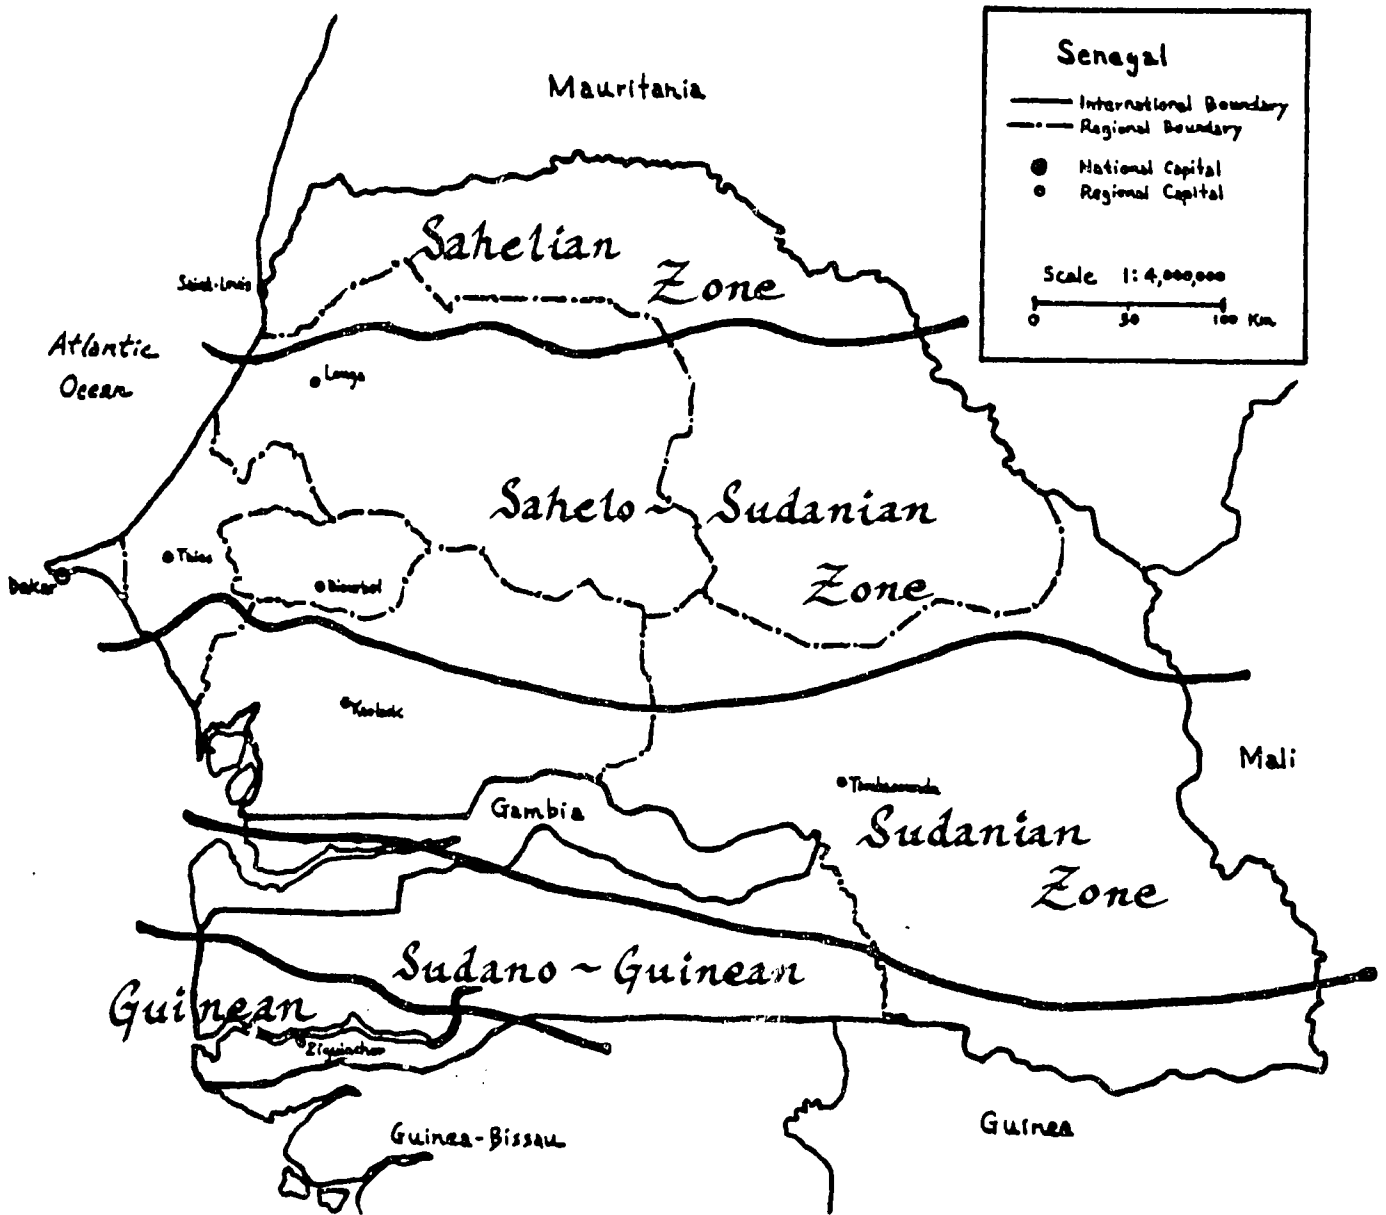 Senegal
International Boundary
Regional Boundary
National Capital
Regional Capital
Scale 1: 4,000,000
0 50 100 Km
Mauritania
Sahelian
Zone
Saint-Louis
Atlantic
Ocean
Louga
Sahelo ~ Sudanian
Zone
Thies
Dakar
Diourbel
Kaolack
Mali
Tambacounda
Gambia
Sudanian
Zone
Sudano ~ Guinean
Guinean
Ziguinchor
Guinea-Bissau
Guinea